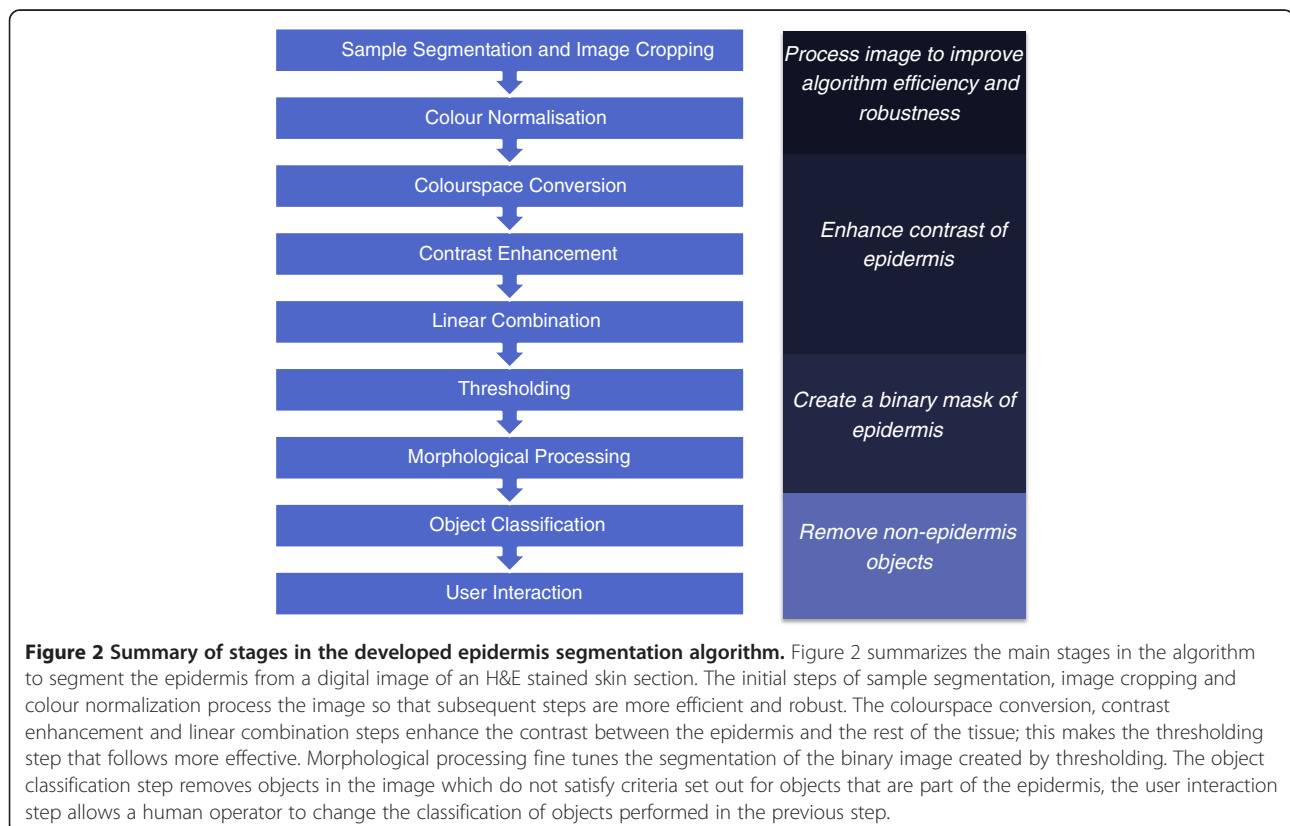 Sample Segmentation and Image Cropping
Colour Normalisation
Colourspace Conversion
Contrast Enhancement
Linear Combination
Thresholding
Morphological Processing
Object Classification
User Interaction
Process image to improve
algorithm efficiency and
robustness
Enhance contrast of
epidermis
Create a binary mask of
epidermis
Remove non-epidermis
objects
Figure 2 Summary of stages in the developed epidermis segmentation algorithm. Figure 2 summarizes the main stages in the algorithm
to segment the epidermis from a digital image of an H&E stained skin section. The initial steps of sample segmentation, image cropping and
colour normalization process the image so that subsequent steps are more efficient and robust. The colourspace conversion, contrast
enhancement and linear combination steps enhance the contrast between the epidermis and the rest of the tissue; this makes the thresholding
step that follows more effective. Morphological processing fine tunes the segmentation of the binary image created by thresholding. The object
classification step removes objects in the image which do not satisfy criteria set out for objects that are part of the epidermis, the user interaction
step allows a human operator to change the classification of objects performed in the previous step.